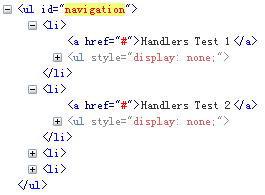 <ul id="navigation">
<li>
<a href="#">Handlers Test 1</a>
<ul style="display: none;">
</li>
<li>
<a href="#">Handlers Test 2</a>
<ul style="display: none;">
</li>
<li>
<li>
</ul>